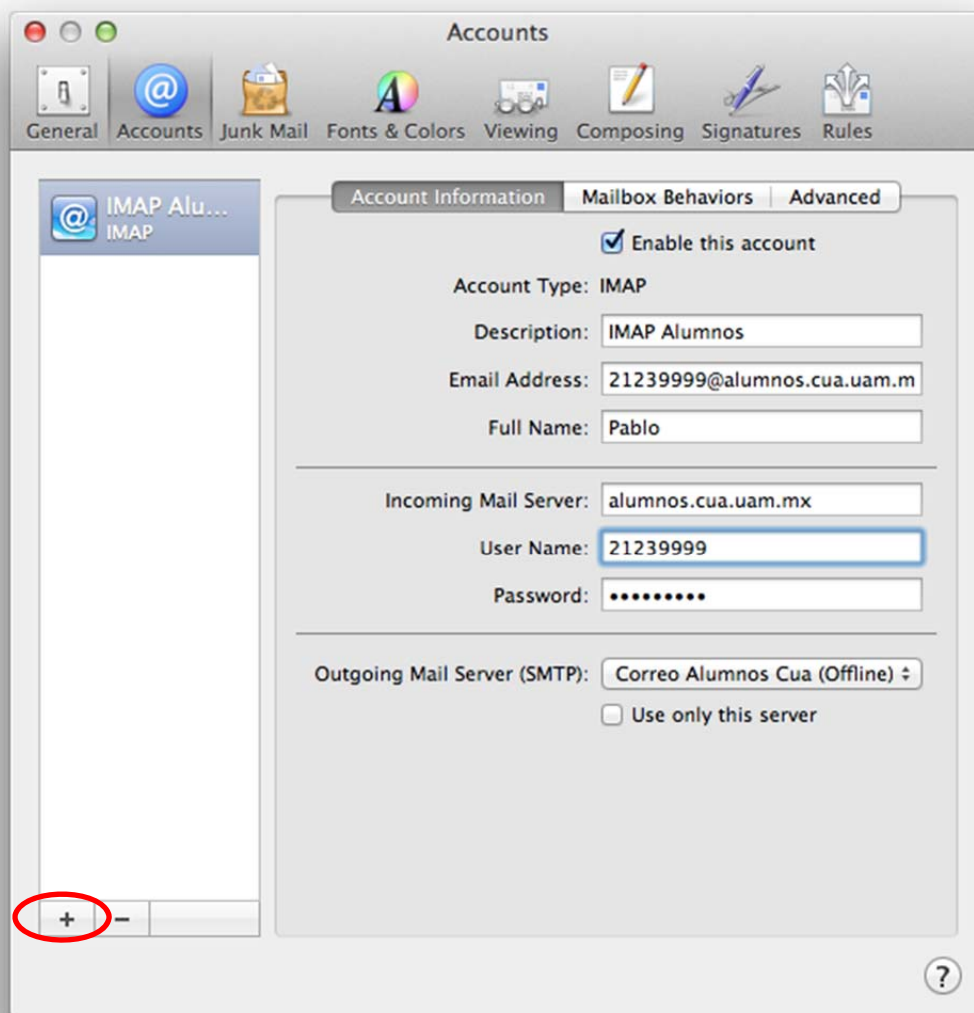 Accounts
General Accounts Junk Mail Fonts & Colors Viewing Composing Signatures Rules
IMAP Alu...
IMAP
Account Information Mailbox Behaviors Advanced
Enable this account
Account Type: IMAP
Description: IMAP Alumnos
Email Address: 21239999@alumnos.cua.uam.m
Full Name: Pablo
Incoming Mail Server: alumnos.cua.uam.mx
User Name: 21239999
Password: •••••••••
Outgoing Mail Server (SMTP): Correo Alumnos Cua (Offline)
Use only this server
+ −
?